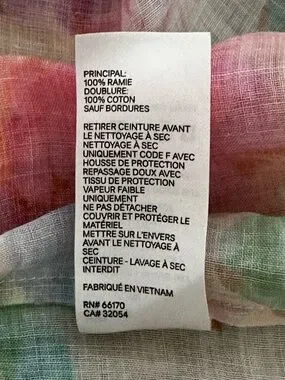 PRINCIPAL:
100% RAMIE
DOUBLURE:
100% COTON
SAUF BORDURES
RETIRER CEINTURE AVANT
LE NETTOYAGE À SEC
NETTOYAGE À SEC
UNIQUEMENT CODE F AVEC
HOUSSE DE PROTECTION
REPASSAGE DOUX AVEC
TISSU DE PROTECTION
VAPEUR FAIBLE
UNIQUEMENT
NE PAS DÉTACHER
COUVRIR ET PROTÉGER LE
MATÉRIEL
METTRE SUR L'ENVERS
AVANT LE NETTOYAGE À
SEC
CEINTURE - LAVAGE À SEC
INTERDIT
FABRIQUÉ EN VIETNAM
RN# 66170
CA# 32054